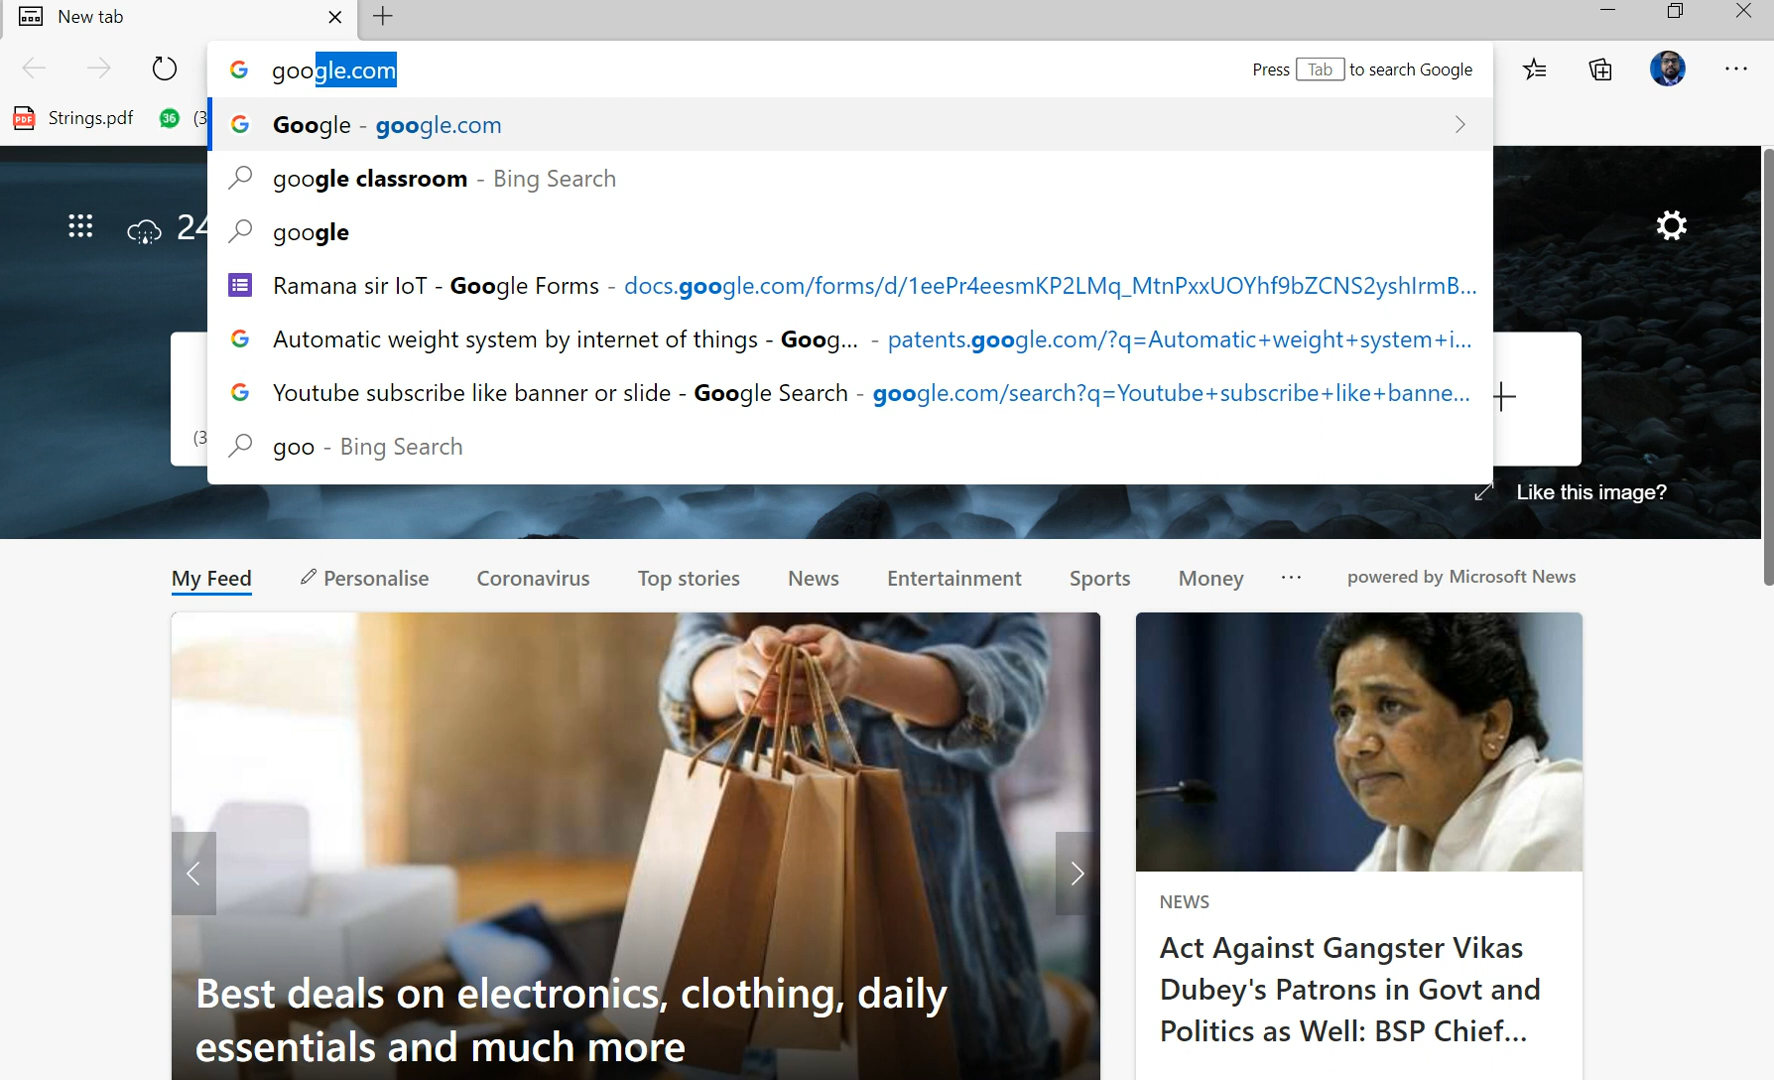 New tab
google.com
Press Tab to search Google
Strings.pdf
36
(3
Google - google.com
google classroom - Bing Search
google
Ramana sir IoT - Google Forms - docs.google.com/forms/d/1eePr4eesmKP2LMq_MtnPxxUOYhf9bZCNS2yshIrmB...
Automatic weight system by internet of things - Goog... - patents.google.com/?q=Automatic+weight+system+i...
Youtube subscribe like banner or slide - Google Search - google.com/search?q=Youtube+subscribe+like+banne...
goo - Bing Search
24
(3
Like this image?
My Feed Personalise Coronavirus Top stories News Entertainment Sports Money ... powered by Microsoft News
Best deals on electronics, clothing, daily
essentials and much more
NEWS
Act Against Gangster Vikas
Dubey's Patrons in Govt and
Politics as Well: BSP Chief...